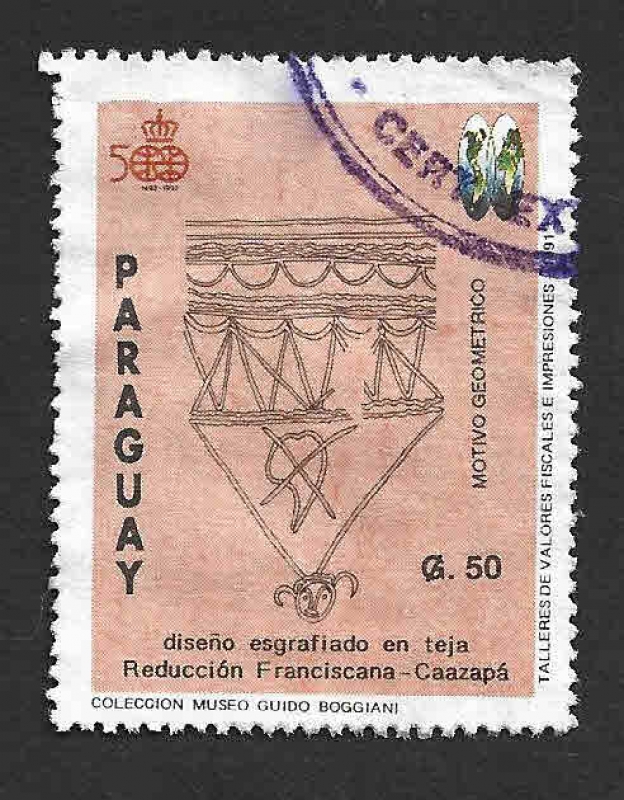 500
1492-1992
PARAGUAY
MOTIVO GEOMETRICO
₲. 50
diseño esgrafiado en teja
Reducción Franciscana-Caazapá
COLECCION MUSEO GUIDO BOGGIANI
TALLERES DE VALORES FISCALES E IMPRESIONES